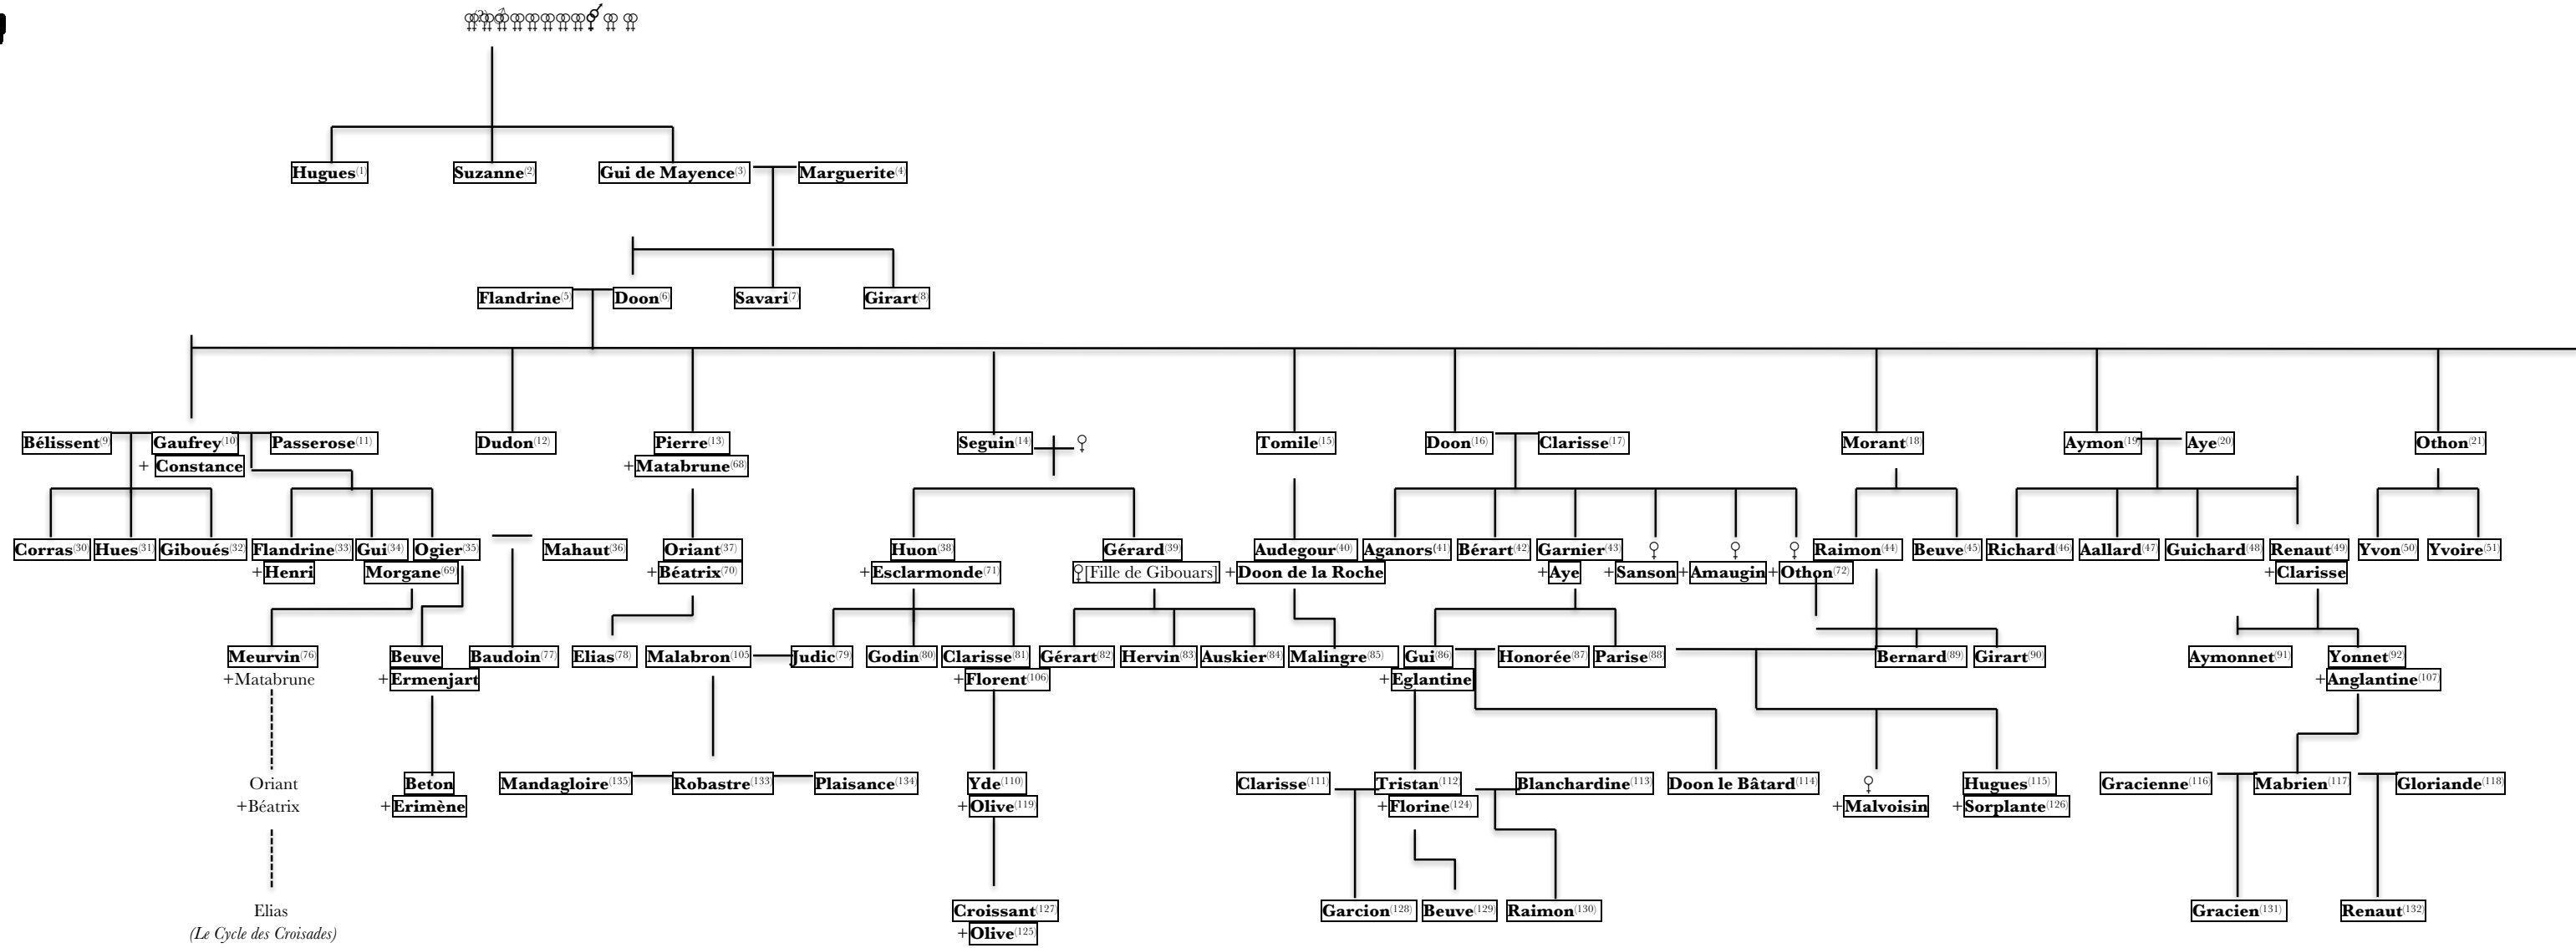 Hugues(1) Suzanne(2) Gui de Mayence(3) Marguerite(4)
Flandrine(5) Doon(6) Savari(7) Girart(8)
Bélissent(9) Gaufrey(10) Passerose(11) Dudon(12) Pierre(13) Seguin(14) ♀ Tomile(15) Doon(16) Clarisse(17) Morant(18) Aymon(19) Aye(20) Othon(21)
+ Constance +Matabrune(68)
Corras(30) Hues(31) Giboués(32) Flandrine(33) Gui(34) Ogier(35) Mahaut(36) Oriant(37) Huon(38) Gérard(39) Audegour(40) Aganors(41) Bérart(42) Garnier(43) ♀ ♀ ♀ Raimon(44) Beuve(45) Richard(46) Aallard(47) Guichard(48) Renaut(49) Yvon(50) Yvoire(51)
+Henri Morgane(69) +Béatrix(70) +Esclarmonde(71) ♀[Fille de Gibouars] +Doon de la Roche +Aye +Sanson +Amaugin +Othon(72) +Clarisse
Meurvin(76) Beuve Baudoin(77) Elias(78) Malabron(105) Judic(79) Godin(80) Clarisse(81) Gérart(82) Hervin(83) Auskier(84) Malingre(85) Gui(86) Honorée(87) Parise(88) Bernard(89) Girart(90) Aymonnet(91) Yonnet(92)
+Matabrune +Ermenjart +Florent(106) +Eglantine +Anglantine(107)
Oriant Beton Mandagloire(135) Robastre(133) Plaisance(134) Yde(110) Clarisse(111) Tristan(112) Blanchardine(113) Doon le Bâtard(114) ♀ Hugues(115) Gracienne(116) Mabrien(117) Gloriande(118)
+Béatrix +Erimène +Olive(119) +Florine(124) +Malvoisin +Sorplante(126)
Elias Croissant(127) Garcion(128) Beuve(129) Raimon(130) Gracien(131) Renaut(132)
(Le Cycle des Croisades) +Olive(125)